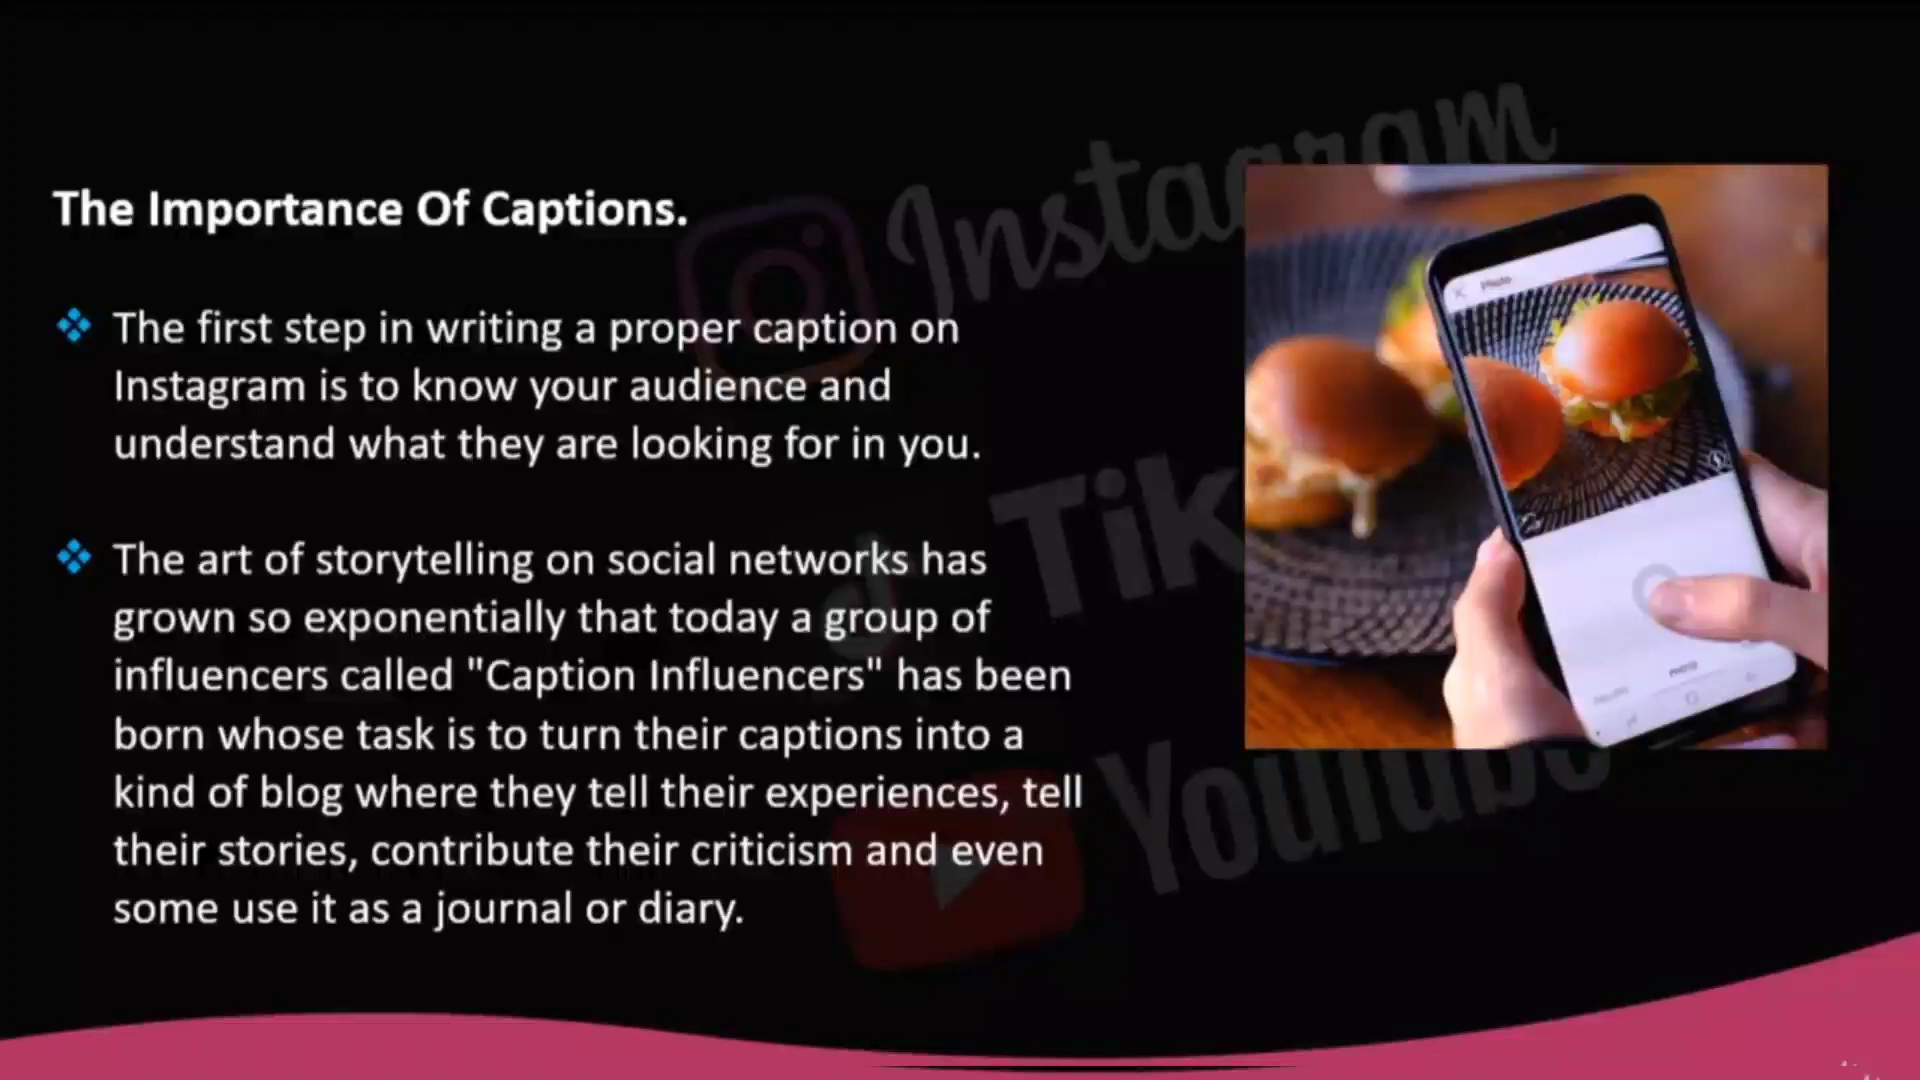 The Importance Of Captions.
The first step in writing a proper caption on
Instagram is to know your audience and
understand what they are looking for in you.
The art of storytelling on social networks has
grown so exponentially that today a group of
influencers called "Caption Influencers" has been
born whose task is to turn their captions into a
kind of blog where they tell their experiences, tell
their stories, contribute their criticism and even
some use it as a journal or diary.
Instagram
Tik
YouTube
Photo
PHOTO